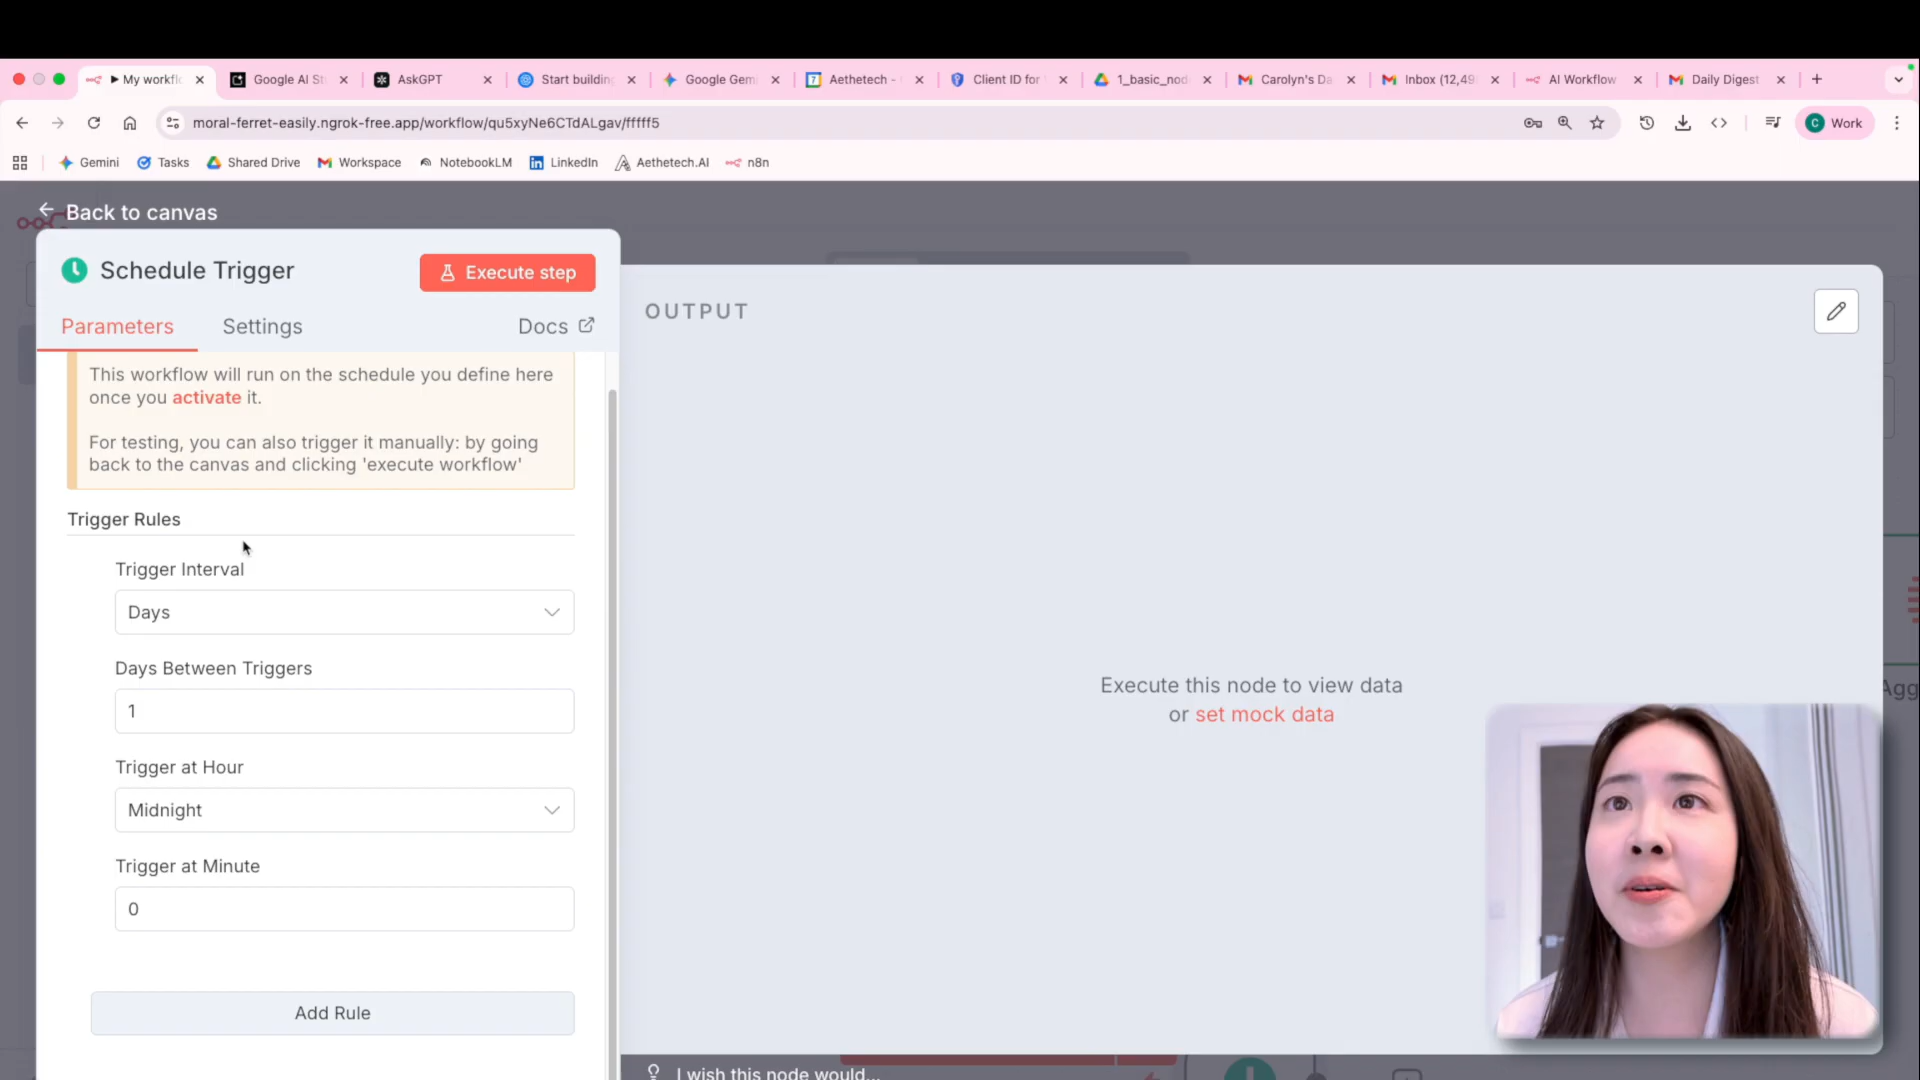 My workfl
Google AI St
AskGPT
Start building
Google Gem
Aethetech -
Client ID for
1_basic_nod
Carolyn's Da
Inbox (12,49
AI Workflow
Daily Digest
moral-ferret-easily.ngrok-free.app/workflow/qu5xyNe6CTdALgav/fffff5
C Work
Gemini
Tasks
Shared Drive
Workspace
NotebookLM
LinkedIn
Aethetech.AI
n8n
Back to canvas
Schedule Trigger
Execute step
Parameters
Settings
Docs
OUTPUT
This workflow will run on the schedule you define here
once you activate it.
For testing, you can also trigger it manually: by going
back to the canvas and clicking 'execute workflow'
Trigger Rules
Trigger Interval
Days
Days Between Triggers
1
Trigger at Hour
Midnight
Trigger at Minute
0
Add Rule
Execute this node to view data
or set mock data
Agg
I wish this node would...